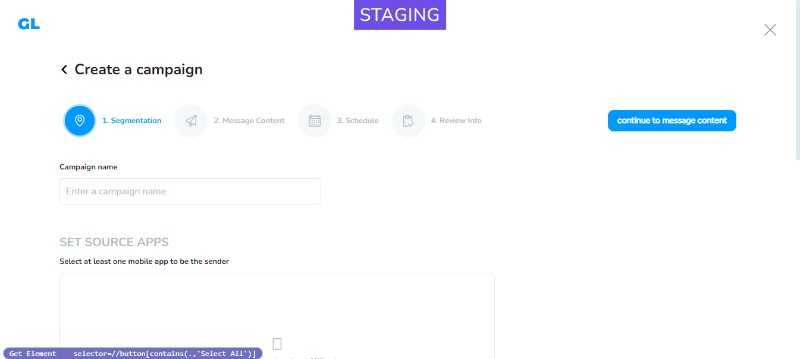 STAGING
GL
Create a campaign
1. Segmentation
2. Message Content
3. Schedule
4. Review Info
continue to message content
Campaign name
Enter a campaign name
SET SOURCE APPS
Select at least one mobile app to be the sender
Get Element selector=//button[contains(.,'Select All')]